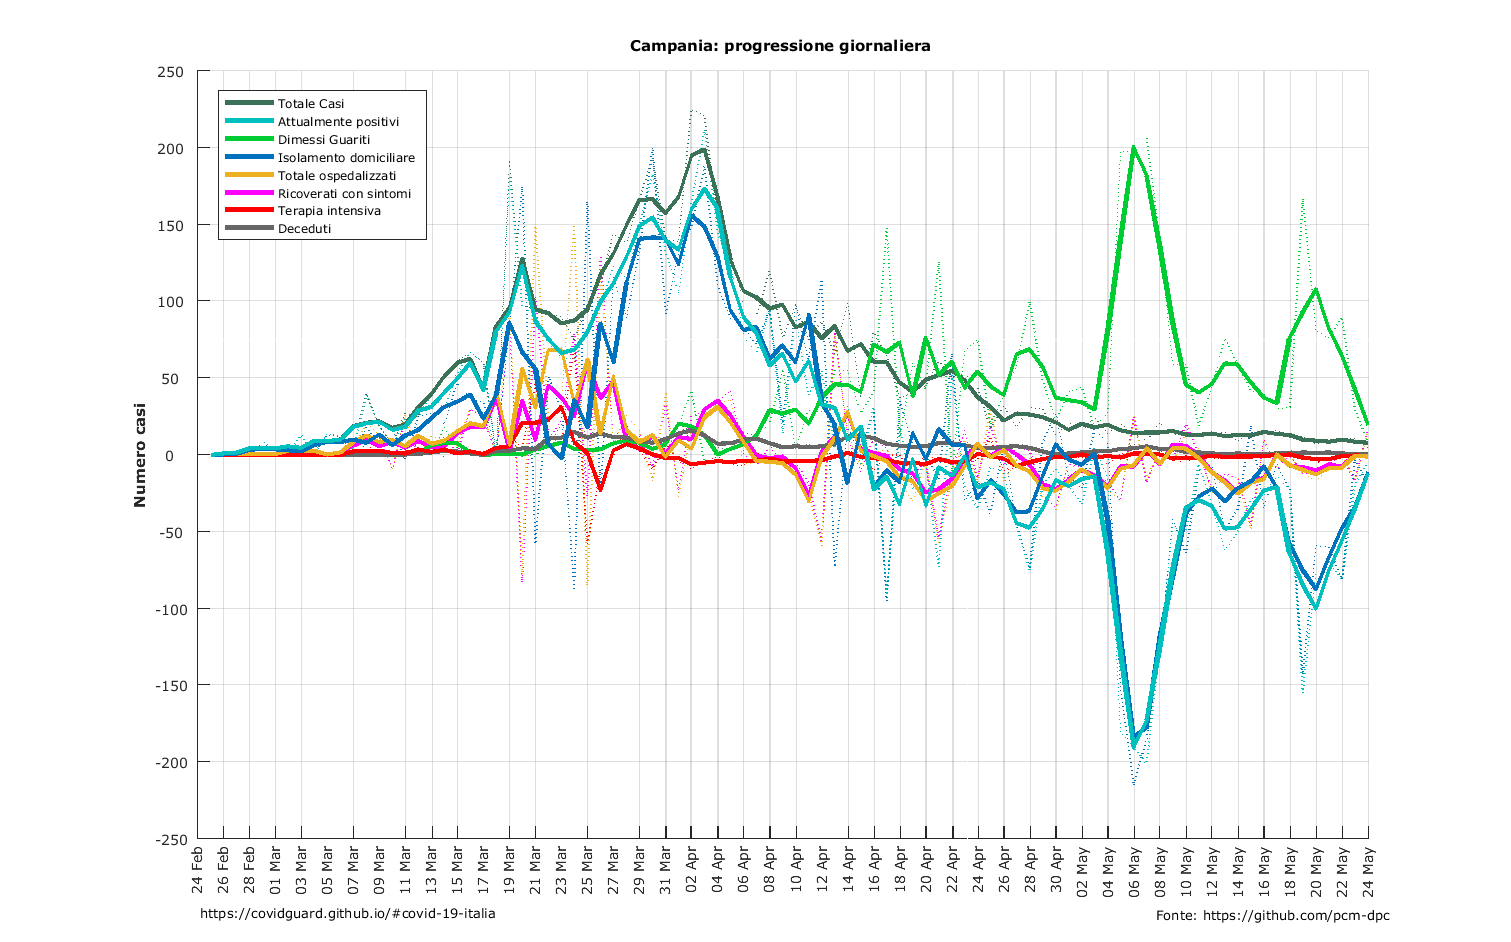 Campania: progressione giornaliera
250
200
150
100
50
0
-50
-100
-150
-200
-250
Numero casi
Totale Casi
Attualmente positivi
Dimessi Guariti
Isolamento domiciliare
Totale ospedalizzati
Ricoverati con sintomi
Terapia intensiva
Deceduti
24 Feb
26 Feb
28 Feb
01 Mar
03 Mar
05 Mar
07 Mar
09 Mar
11 Mar
13 Mar
15 Mar
17 Mar
19 Mar
21 Mar
23 Mar
25 Mar
27 Mar
29 Mar
31 Mar
02 Apr
04 Apr
06 Apr
08 Apr
10 Apr
12 Apr
14 Apr
16 Apr
18 Apr
20 Apr
22 Apr
24 Apr
26 Apr
28 Apr
30 Apr
02 May
04 May
06 May
08 May
10 May
12 May
14 May
16 May
18 May
20 May
22 May
24 May
https://covidguard.github.io/#covid-19-italia
Fonte: https://github.com/pcm-dpc